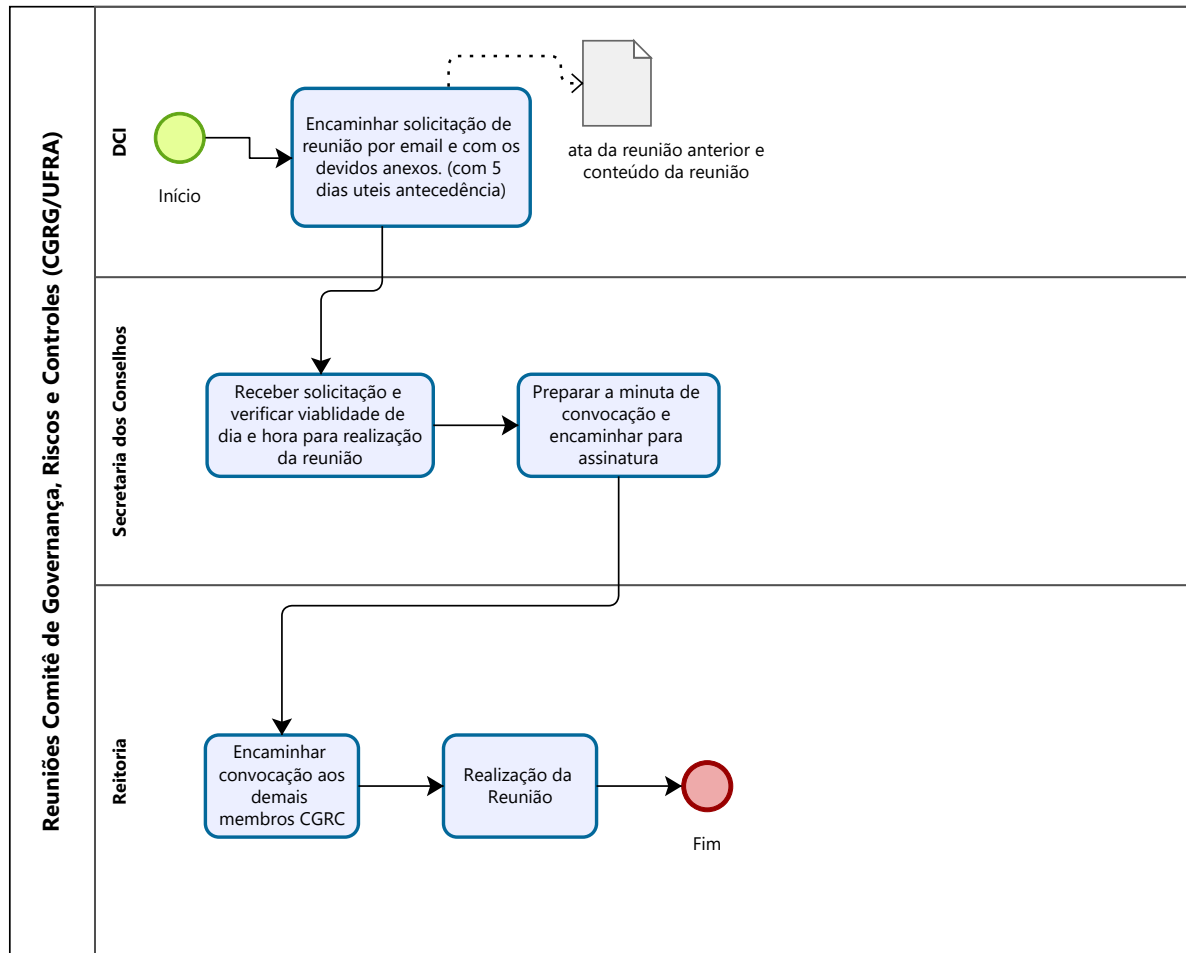 Reuniões Comitê de Governança, Riscos e Controles (CGRG/UFRA)
DCI
Início
Encaminhar solicitação de
reunião por email e com os
devidos anexos. (com 5
dias uteis antecedência)
ata da reunião anterior e
conteúdo da reunião
Secretaria dos Conselhos
Receber solicitação e
verificar viablidade de
dia e hora para realização
da reunião
Preparar a minuta de
convocação e
encaminhar para
assinatura
Reitoria
Encaminhar
convocação aos
demais
membros CGRC
Realização da
Reunião
Fim